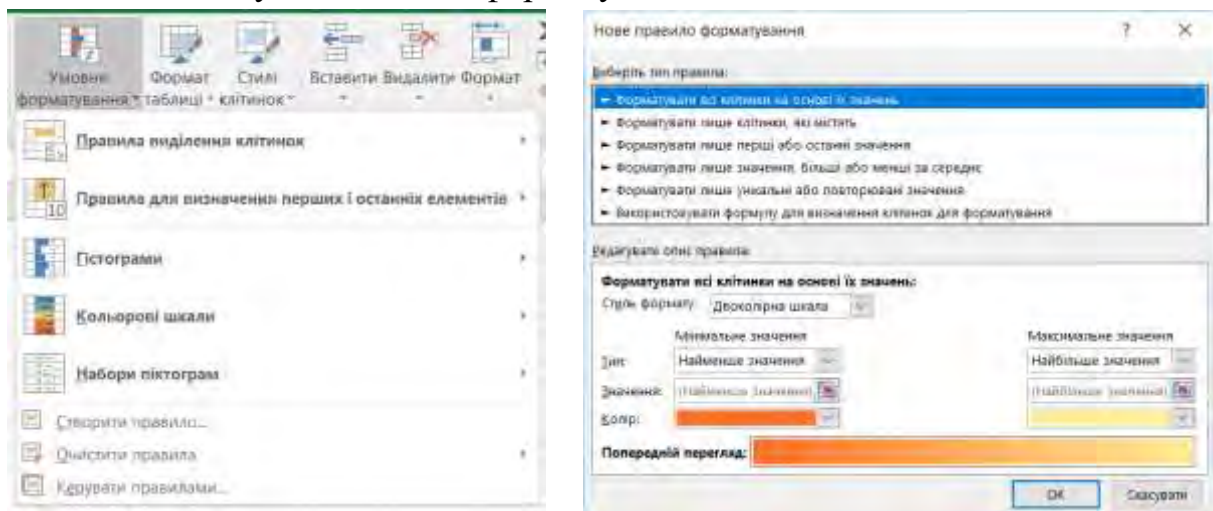 Умовне Формат Стилі Вставити Видалити Формат
форматування таблиці клітинок
Правила виділення клітинок
Правила для визначення перших і останніх елементів
Гістограми
Кольорові шкали
Набори піктограм
Створити правило...
Очистити правила
Керувати правилами...
Нове правило форматування ? ×
Виберіть тип правила:
► Форматувати всі клітинки на основі їх значень
► Форматувати лише клітинки, які містять
► Форматувати лише перші або останні значення
► Форматувати лише значення, більші або менші за середнє
► Форматувати лише унікальні або повторювані значення
► Використовувати формулу для визначення клітинок для форматування
Редагувати опис правила:
Форматувати всі клітинки на основі їх значень:
Стиль формату: Двоколірна шкала
Мінімальне значення Максимальне значення
Тип: Найменше значення Найбільше значення
Значення: (Найменше значення) (Найбільше значення)
Колір:
Попередній перегляд:
ОК Скасувати